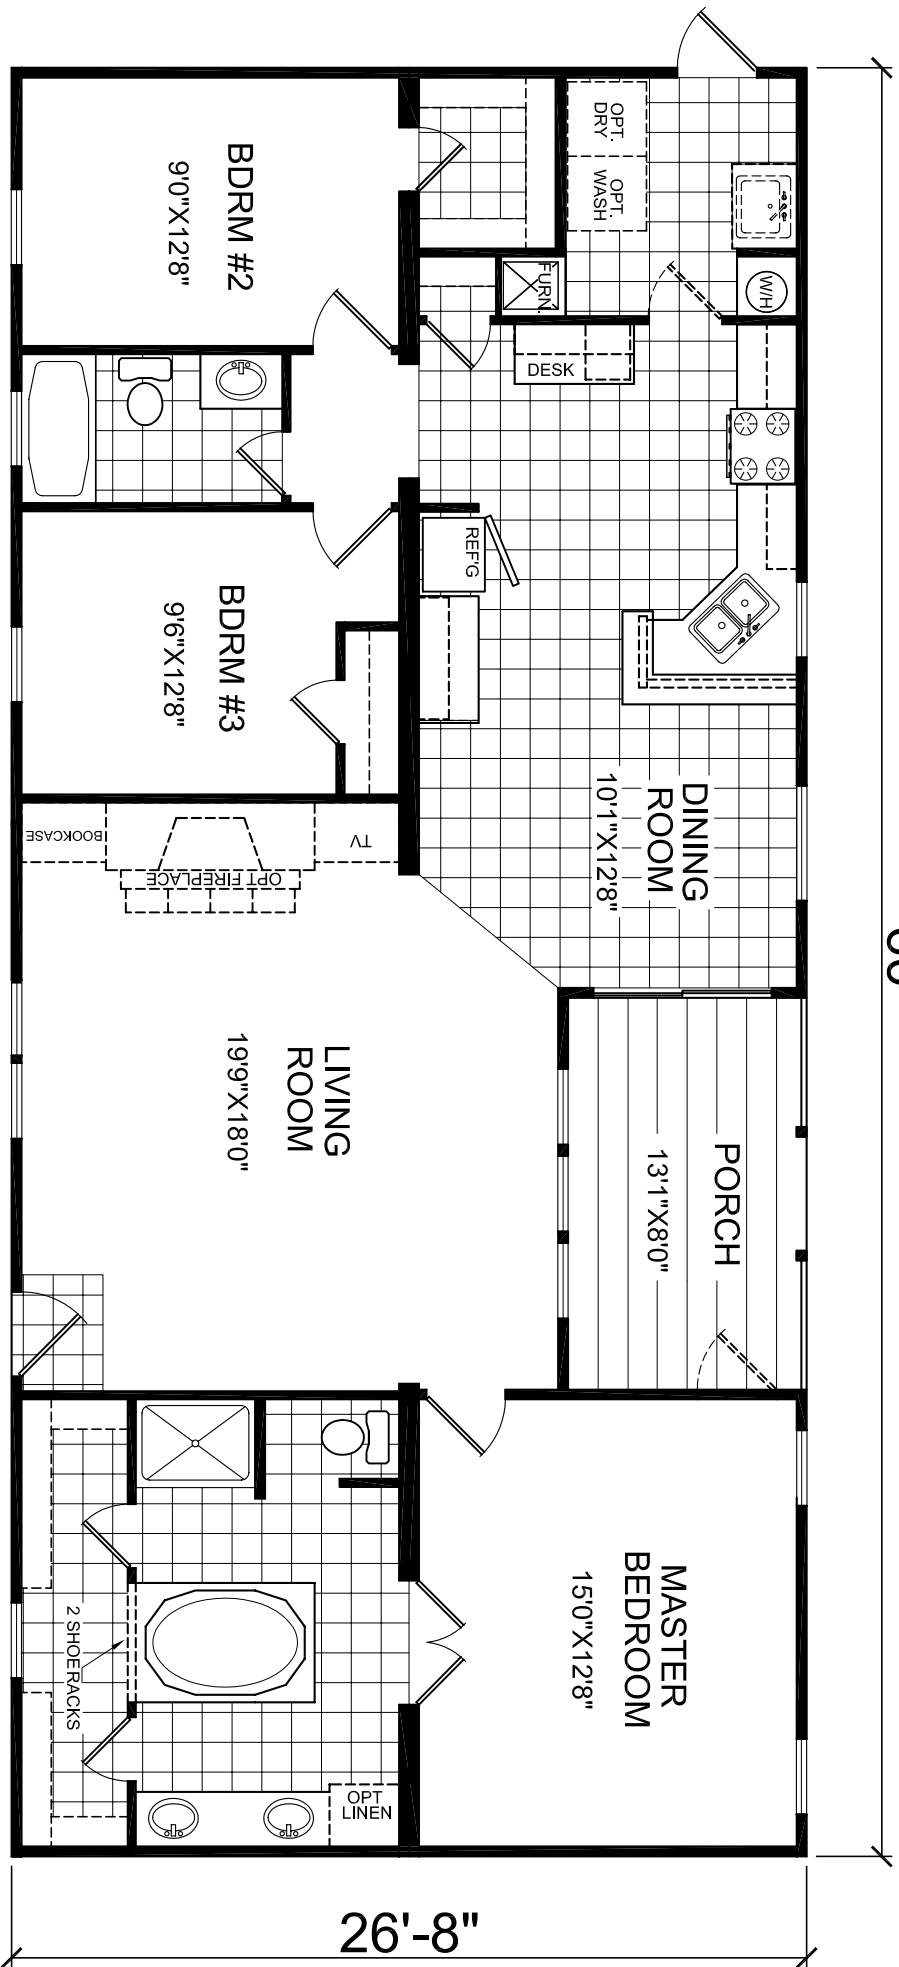 OPT.
DRY
OPT.
WASH
W/H
FURN.
BDRM #2
9'0"X12'8"
DESK
REF'G
BDRM #3
9'6"X12'8"
DINING
ROOM
10'1"X12'8"
BOOKCASE
OPT FIREPLACE
TV
LIVING
ROOM
19'9"X18'0"
PORCH
13'1"X8'0"
MASTER
BEDROOM
15'0"X12'8"
2 SHOERACKS
OPT
LINEN
26'-8"